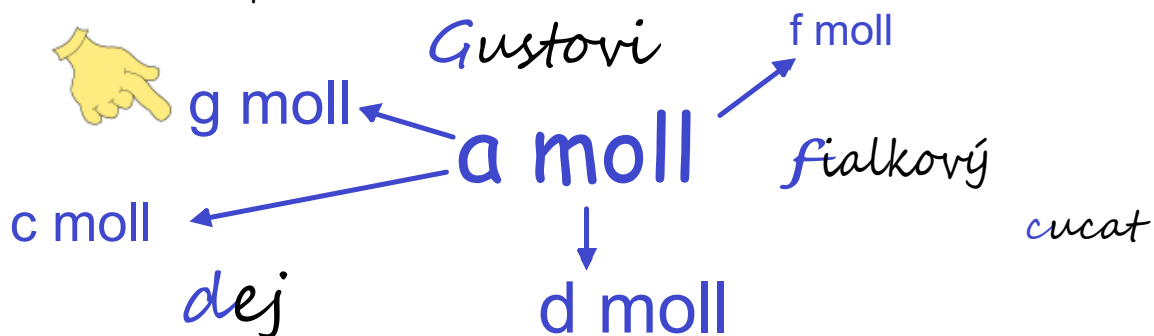 Gustovi
f moll
g moll
a moll
fialkový
c moll
cucat
dej
d moll